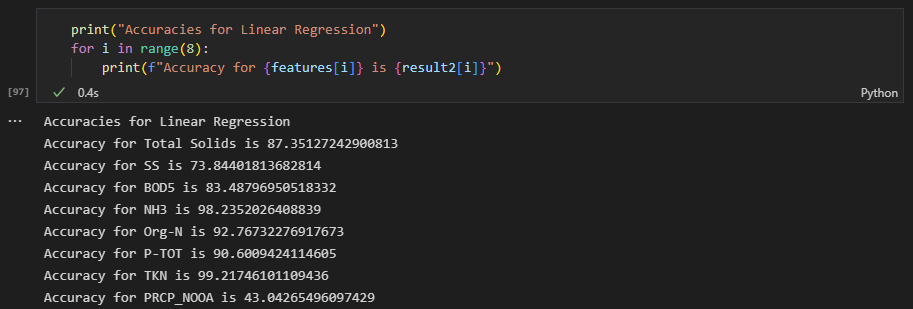 print("Accuracies for Linear Regression")
for i in range(8):
    print(f"Accuracy for {features[i]} is {result2[i]}")
[97] ✓ 0.4s Python
... Accuracies for Linear Regression
Accuracy for Total Solids is 87.35127242900813
Accuracy for SS is 73.84401813682814
Accuracy for BOD5 is 83.48796950518332
Accuracy for NH3 is 98.2352026408839
Accuracy for Org-N is 92.76732276917673
Accuracy for P-TOT is 90.6009424114605
Accuracy for TKN is 99.21746101109436
Accuracy for PRCP_NOOA is 43.04265496097429